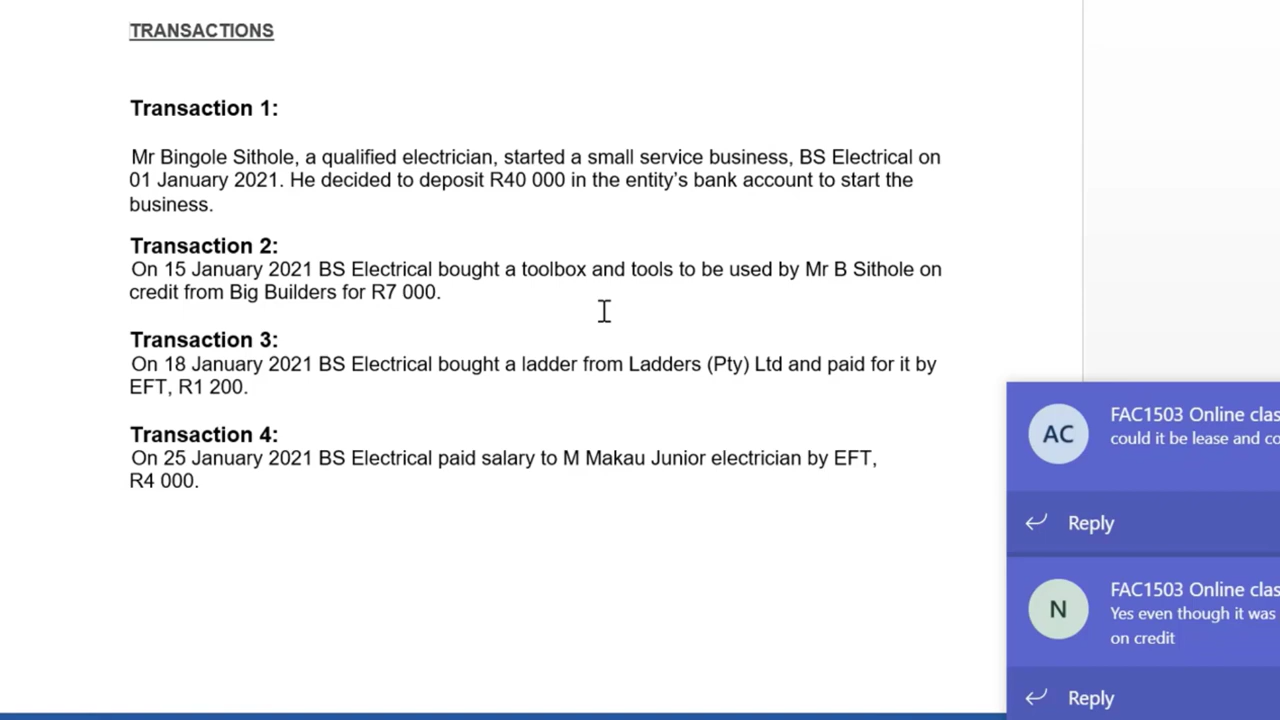 TRANSACTIONS
Transaction 1:
Mr Bingole Sithole, a qualified electrician, started a small service business, BS Electrical on
01 January 2021. He decided to deposit R40 000 in the entity’s bank account to start the
business.
Transaction 2:
On 15 January 2021 BS Electrical bought a toolbox and tools to be used by Mr B Sithole on
credit from Big Builders for R7 000.
Transaction 3:
On 18 January 2021 BS Electrical bought a ladder from Ladders (Pty) Ltd and paid for it by
EFT, R1 200.
Transaction 4:
On 25 January 2021 BS Electrical paid salary to M Makau Junior electrician by EFT,
R4 000.
AC
FAC1503 Online clas
could it be lease and co
Reply
N
FAC1503 Online clas
Yes even though it was
on credit
Reply